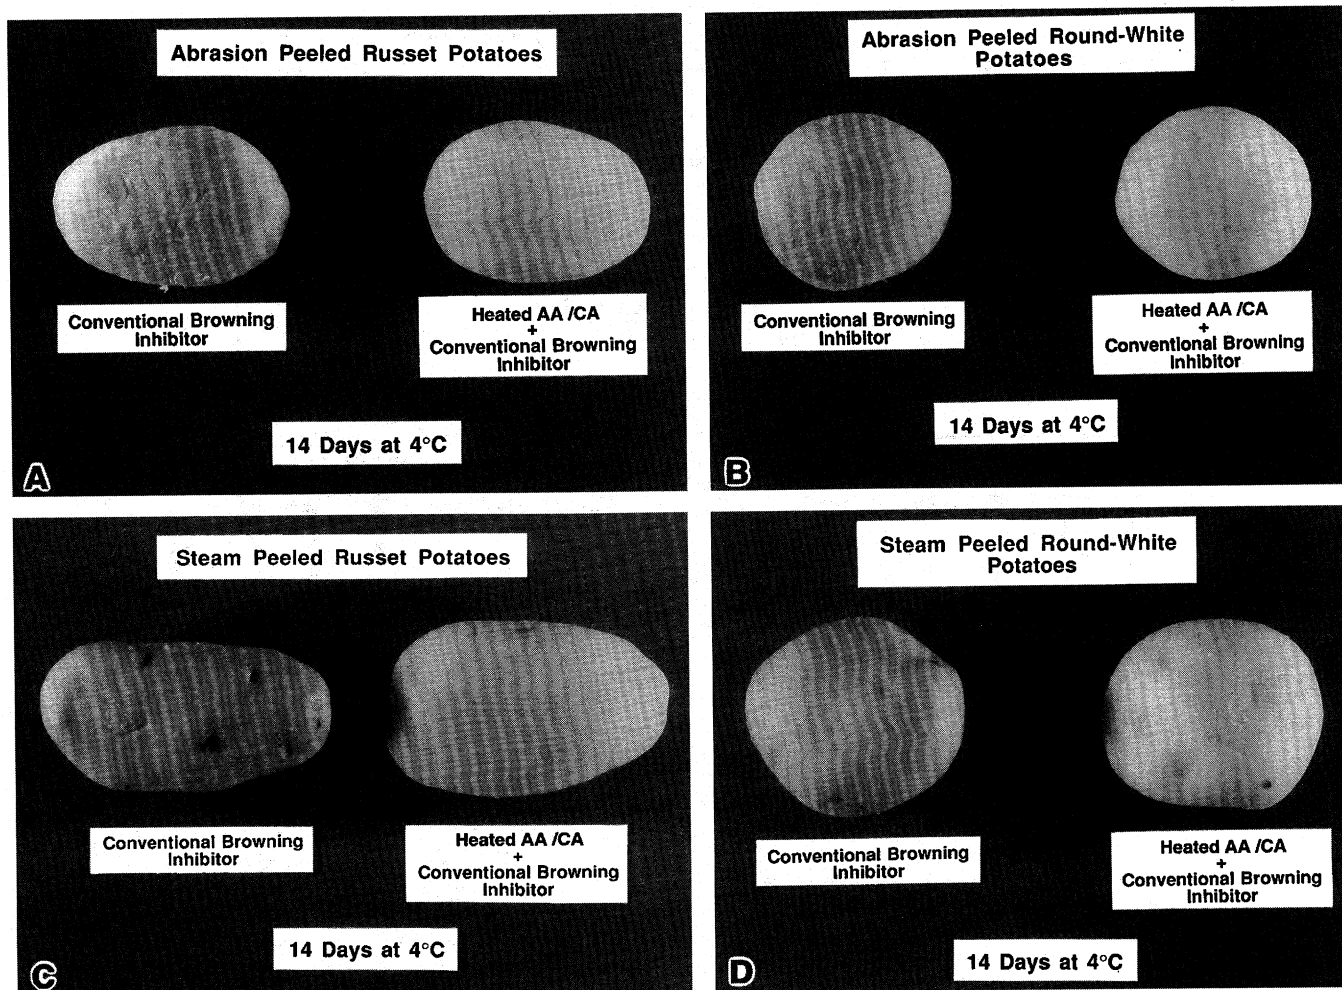 Abrasion Peeled Russet Potatoes
Conventional Browning
Inhibitor
Heated AA /CA
+
Conventional Browning
Inhibitor
14 Days at 4°C
A
Abrasion Peeled Round-White
Potatoes
Conventional Browning
Inhibitor
Heated AA /CA
+
Conventional Browning
Inhibitor
14 Days at 4°C
B
Steam Peeled Russet Potatoes
Conventional Browning
Inhibitor
Heated AA /CA
+
Conventional Browning
Inhibitor
14 Days at 4°C
C
Steam Peeled Round-White
Potatoes
Conventional Browning
Inhibitor
Heated AA /CA
+
Conventional Browning
Inhibitor
14 Days at 4°C
D